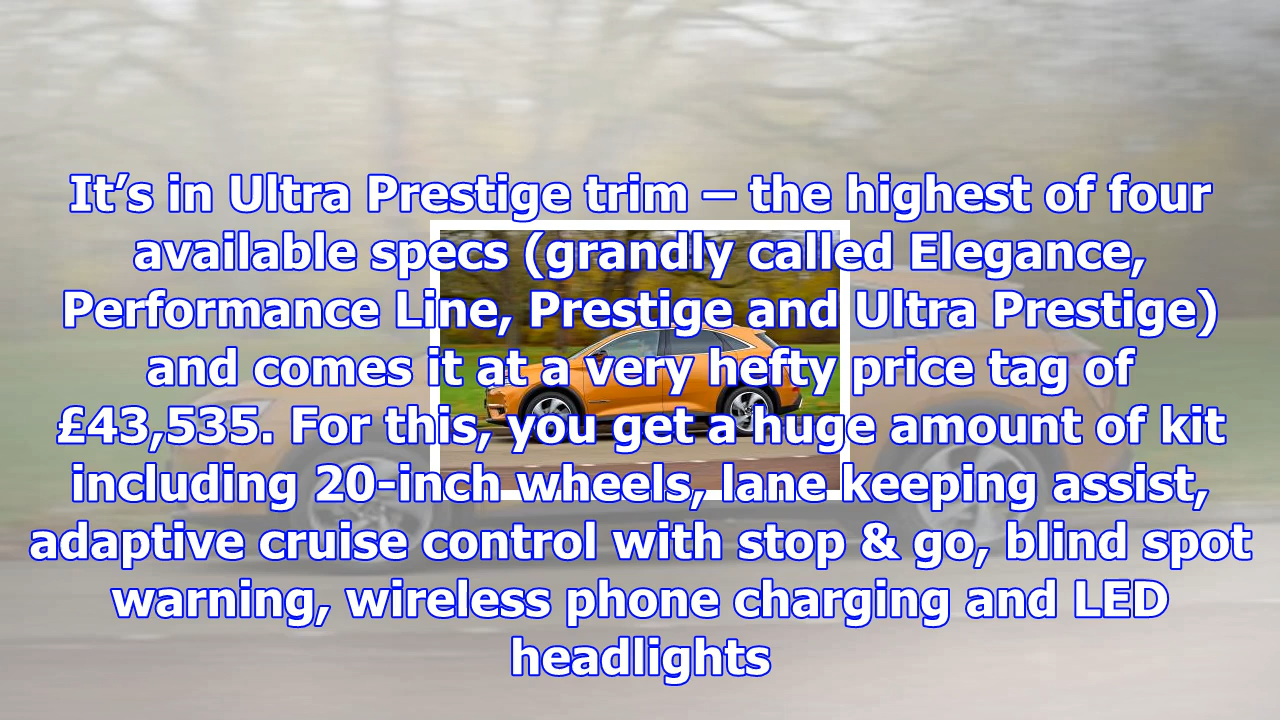 It’s in Ultra Prestige trim – the highest of four
available specs (grandly called Elegance,
Performance Line, Prestige and Ultra Prestige)
and comes it at a very hefty price tag of
£43,535. For this, you get a huge amount of kit
including 20-inch wheels, lane keeping assist,
adaptive cruise control with stop & go, blind spot
warning, wireless phone charging and LED
headlights